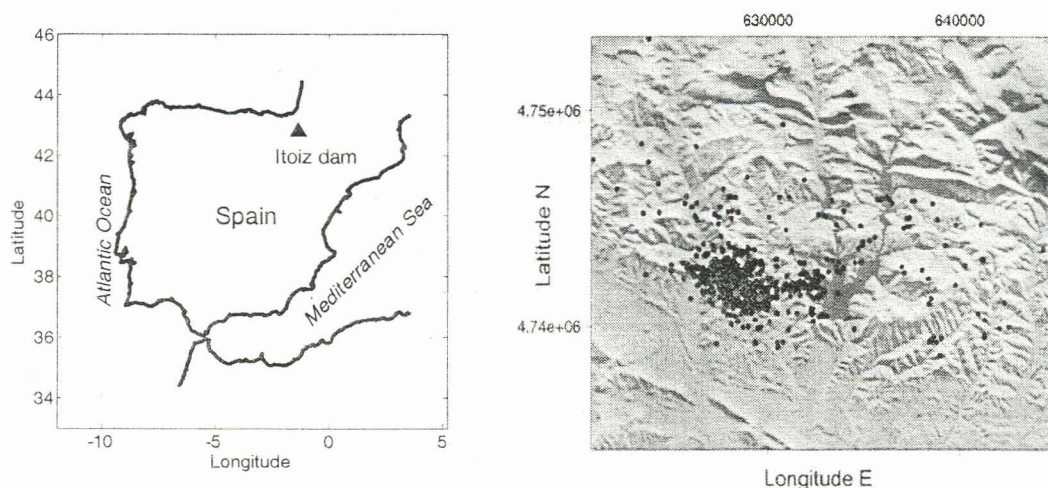 46
44
42
40
38
36
34
-10
-5
0
5
Latitude
Longitude
Itoiz dam
Spain
Atlantic Ocean
Mediterranean Sea
630000
640000
4.75e+06
4.74e+06
Latitude N
Longitude E